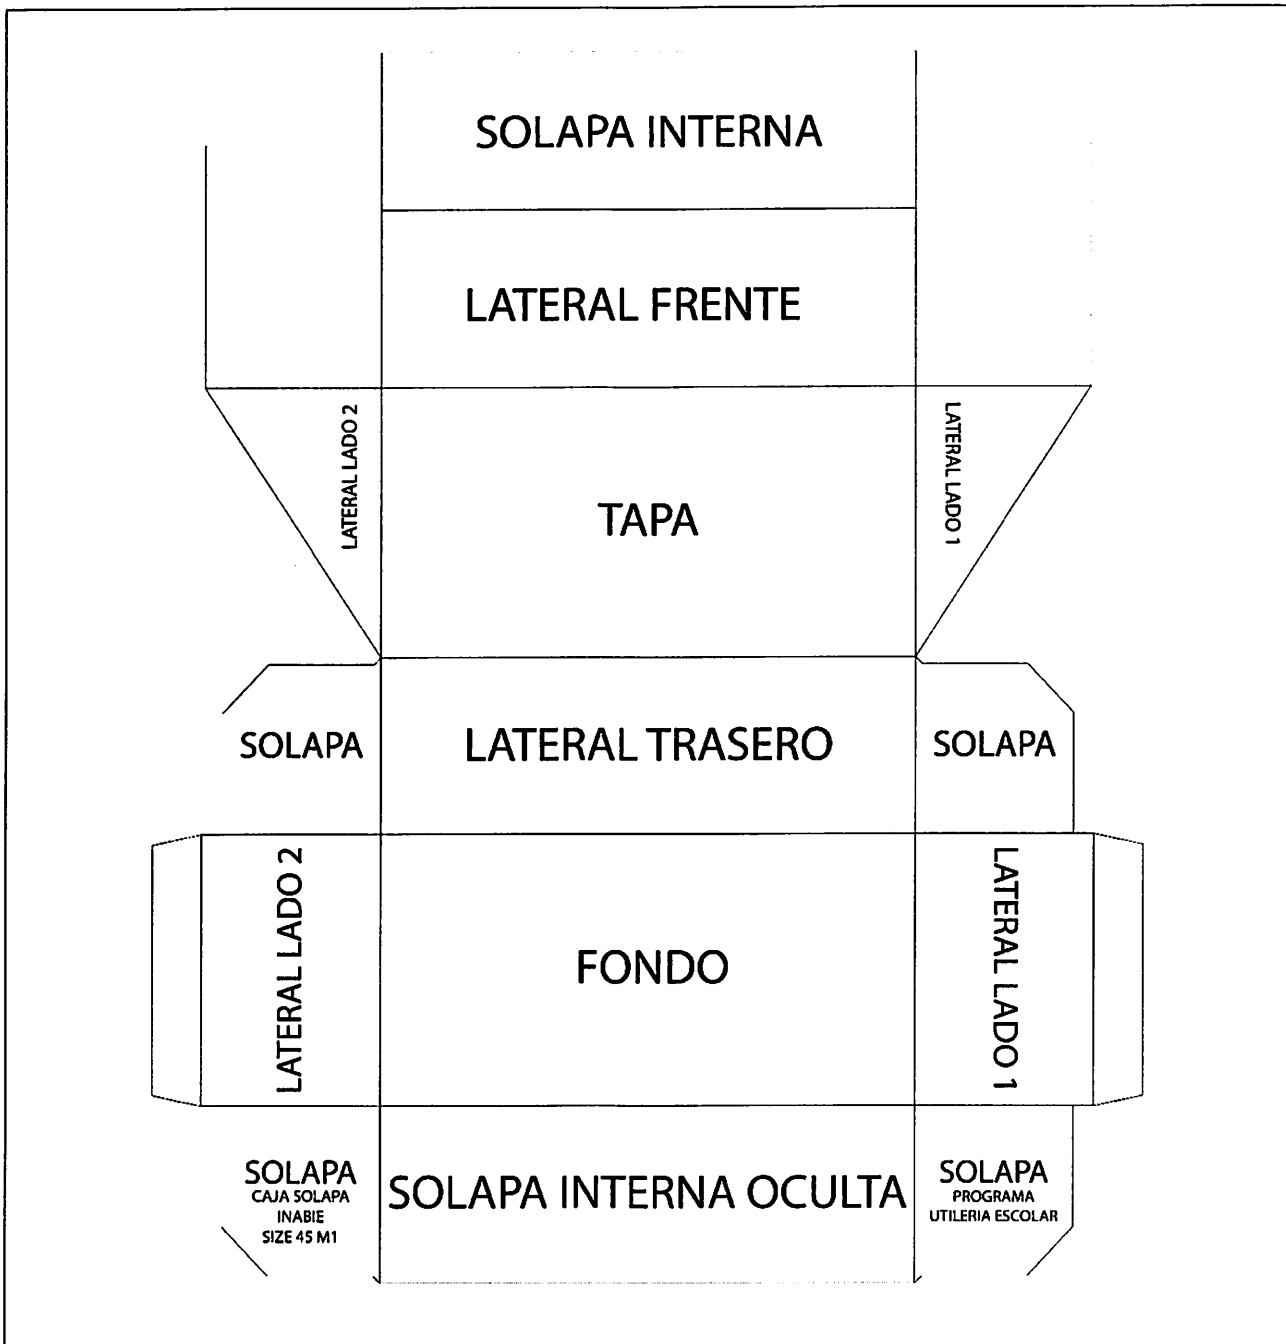 SOLAPA INTERNA
LATERAL FRENTE
LATERAL LADO 2
TAPA
LATERAL LADO 1
SOLAPA
LATERAL TRASERO
SOLAPA
LATERAL LADO 2
FONDO
LATERAL LADO 1
SOLAPA
CAJA SOLAPA
INABIE
SIZE 45 M1
SOLAPA INTERNA OCULTA
SOLAPA
PROGRAMA
UTILERIA ESCOLAR